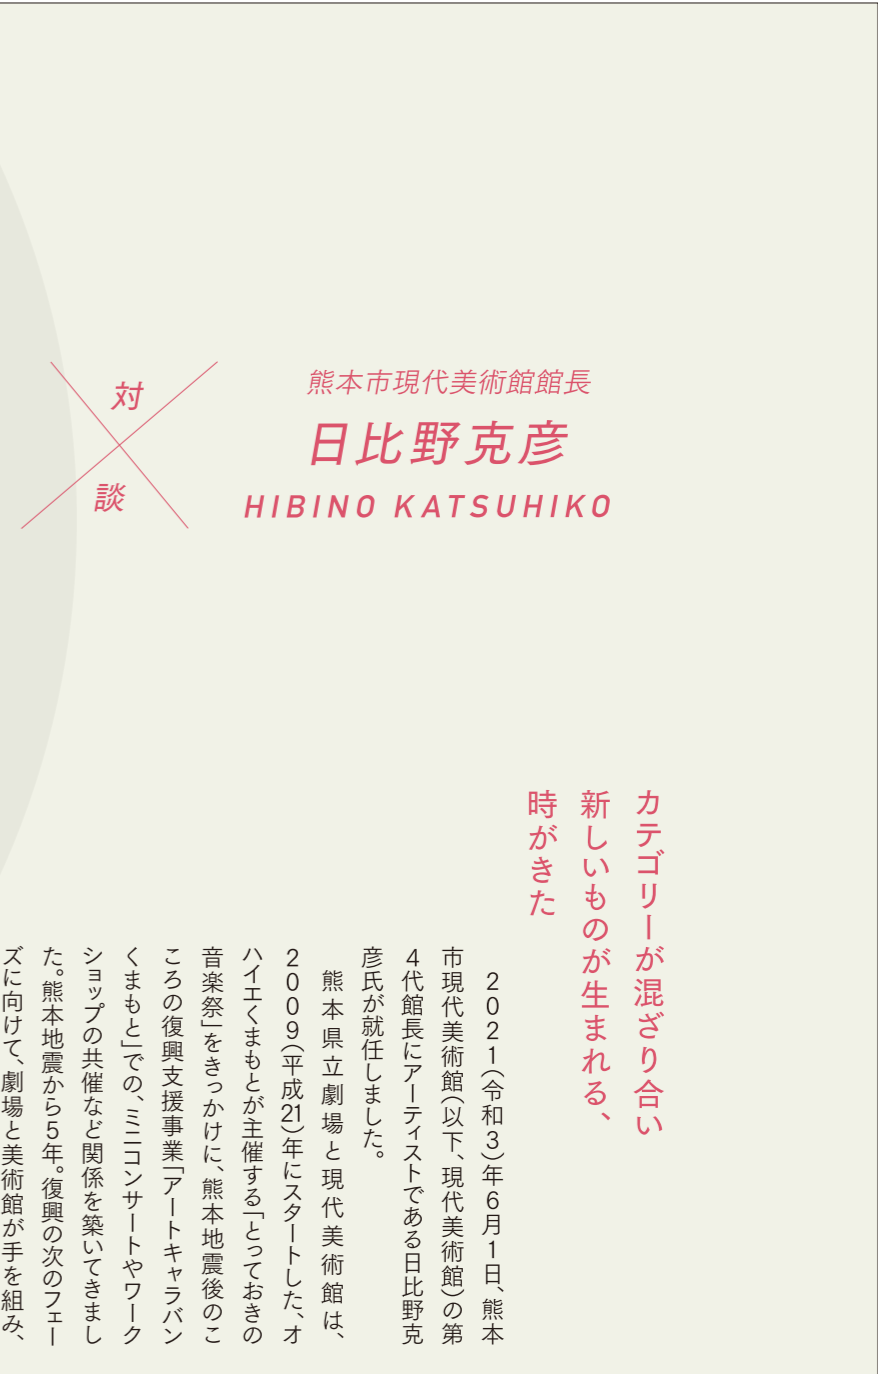 熊本市現代美術館館長
日比野克彦
HIBINO KATSUHIKO
対
談
カテゴリーが混ざり合い
新しいものが生まれる、
時がきた
2021(令和3)年6月1日、熊本
市現代美術館(以下、現代美術館)の第
4代館長にアーティストである日比野克
彦氏が就任しました。
熊本県立劇場と現代美術館は、
2009(平成21)年にスタートした、オ
ハイエくまもとが主催する「とっておきの
音楽祭」をきっかけに、熊本地震後のこ
ころの復興支援事業「アートキャラバン
くまもと」での、ミニコンサートやワーク
ショップの共催など関係を築いてきまし
た。熊本地震から5年。復興の次のフェー
ズに向けて、劇場と美術館が手を組み、